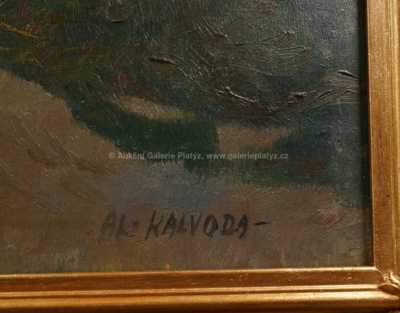 © Aukční Galerie Platýz, www.galerieplatyz.cz
AL: KALVODA-